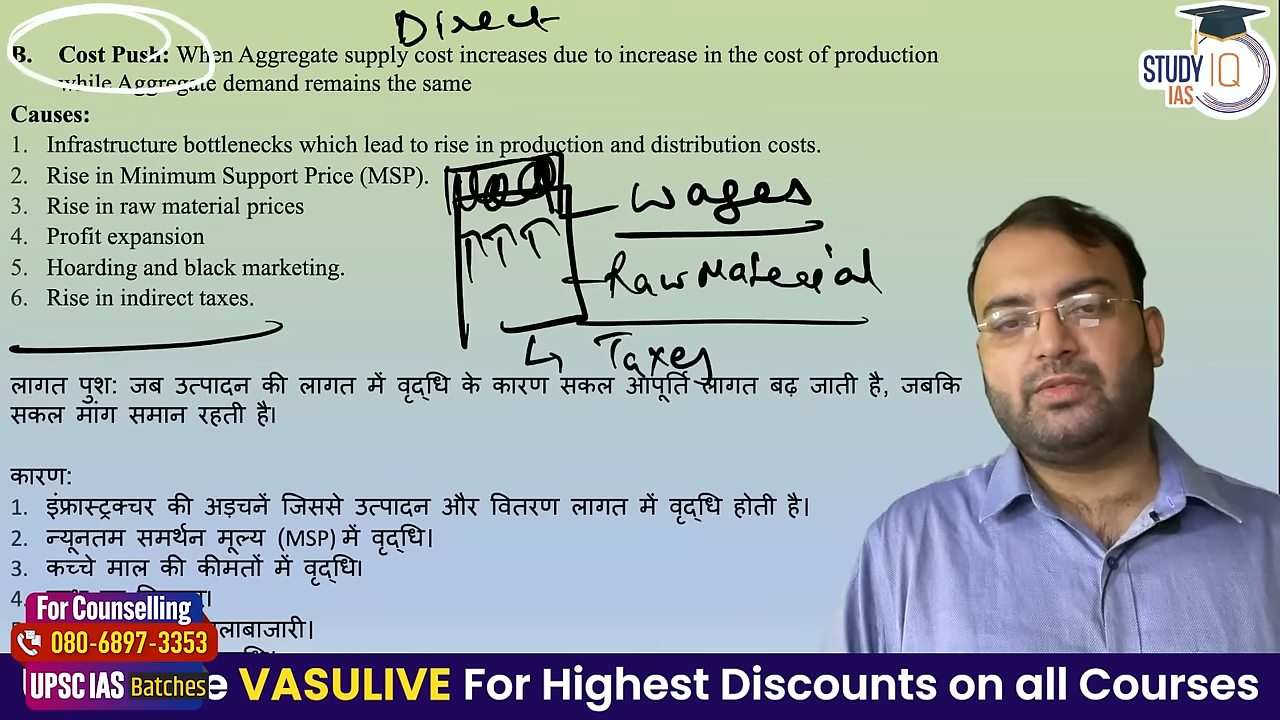 Direct
B. Cost Push: When Aggregate supply cost increases due to increase in the cost of production
while Aggregate demand remains the same
Causes:
1. Infrastructure bottlenecks which lead to rise in production and distribution costs.
2. Rise in Minimum Support Price (MSP).
3. Rise in raw material prices
4. Profit expansion
5. Hoarding and black marketing.
6. Rise in indirect taxes.
wages
Raw Material
Taxes
STUDY IQ
IAS
लागत पुश: जब उत्पादन की लागत में वृद्धि के कारण सकल आपूर्ति लागत बढ़ जाती है, जबकि
सकल मांग समान रहती है।
कारण:
1. इंफ्रास्ट्रक्चर की अड़चनें जिससे उत्पादन और वितरण लागत में वृद्धि होती है।
2. न्यूनतम समर्थन मूल्य (MSP) में वृद्धि।
3. कच्चे माल की कीमतों में वृद्धि।
4.
लाबाजारी।
For Counselling
080-6897-3353
UPSC IAS Batches
e VASULIVE For Highest Discounts on all Courses